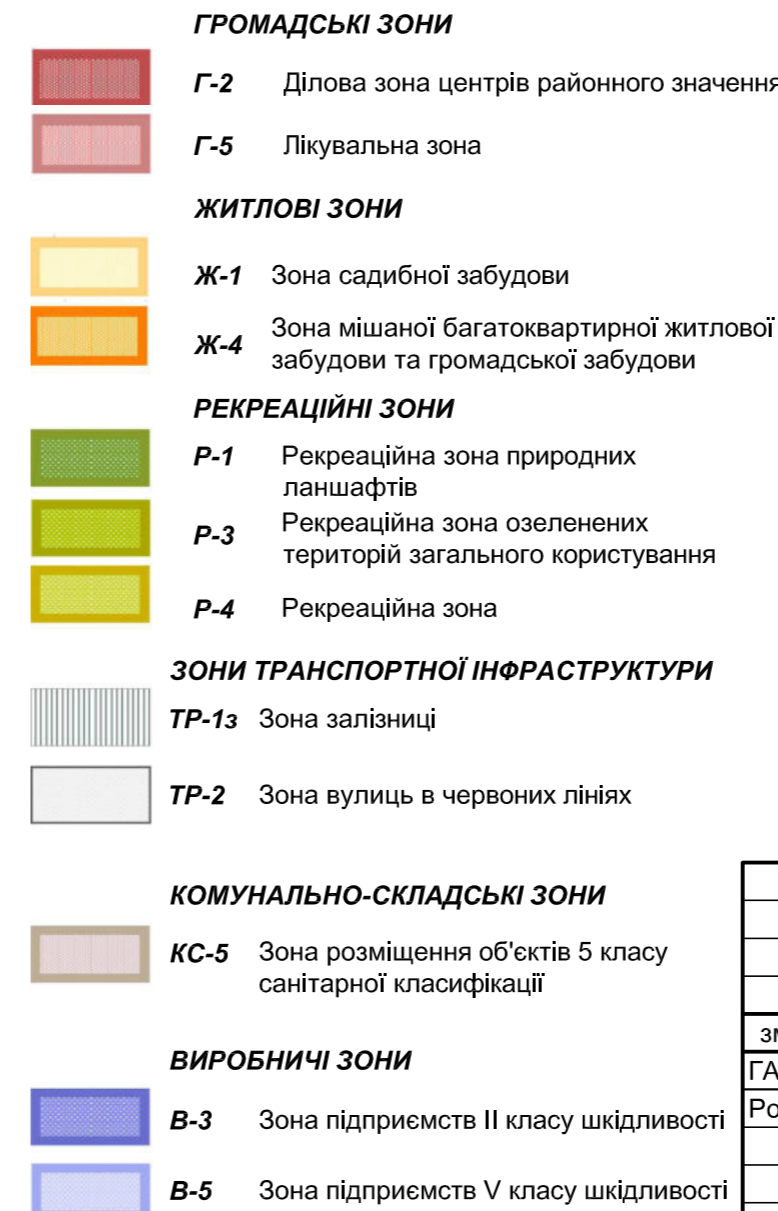 ГРОМАДСЬКІ ЗОНИ
Г-2 Ділова зона центрів районного значення
Г-5 Лікувальна зона
ЖИТЛОВІ ЗОНИ
Ж-1 Зона садибної забудови
Ж-4 Зона мішаної багатоквартирної житлової
забудови та громадської забудови
РЕКРЕАЦІЙНІ ЗОНИ
Р-1 Рекреаційна зона природних
ланшафтів
Р-3 Рекреаційна зона озеленених
територій загального користування
Р-4 Рекреаційна зона
ЗОНИ ТРАНСПОРТНОЇ ІНФРАСТРУКТУРИ
ТР-1з Зона залізниці
ТР-2 Зона вулиць в червоних лініях
КОМУНАЛЬНО-СКЛАДСЬКІ ЗОНИ
КС-5 Зона розміщення об'єктів 5 класу
санітарної класифікації
ВИРОБНИЧІ ЗОНИ
В-3 Зона підприємств II класу шкідливості
В-5 Зона підприємств V класу шкідливості